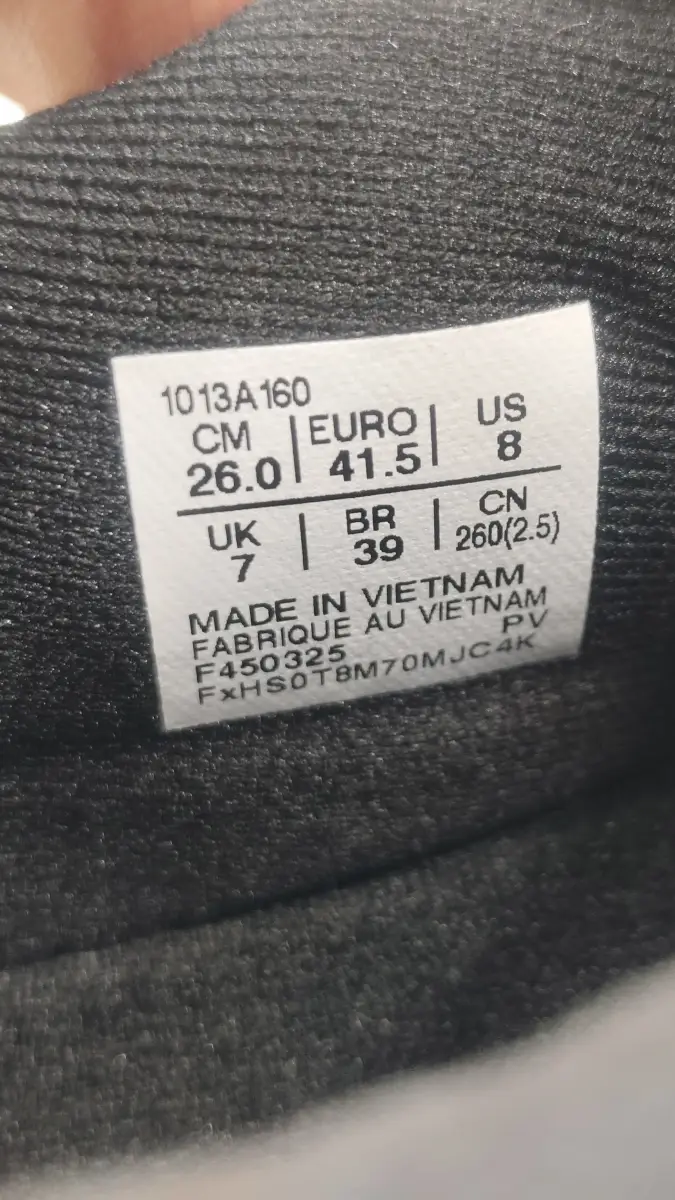 1013A160
CM | EURO | US
26.0 | 41.5 | 8
UK | BR | CN
7 | 39 | 260(2.5)
MADE IN VIETNAM
FABRIQUE AU VIETNAM
F450325 PV
FxHS0T8M70MJC4K